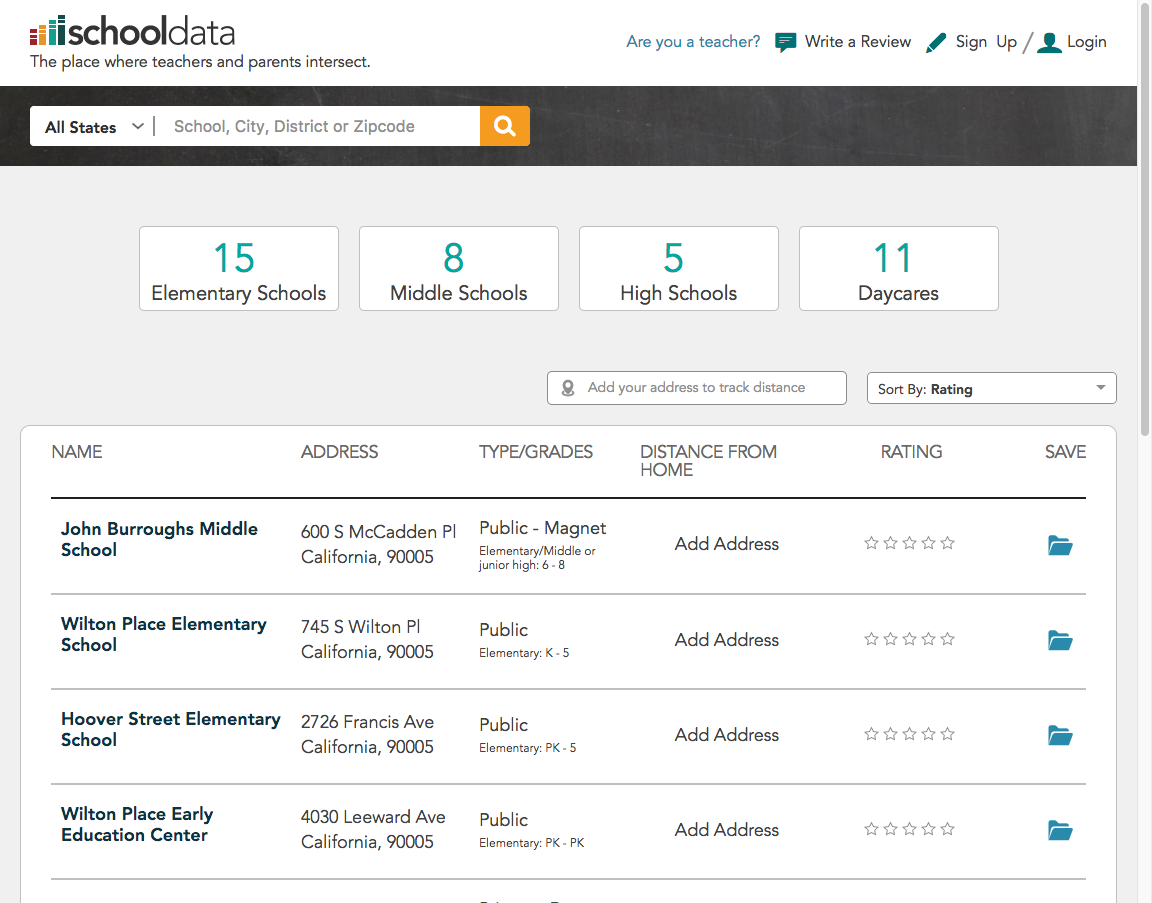 schooldata
The place where teachers and parents intersect.
Are you a teacher?
Write a Review
Sign Up / Login
All States
School, City, District or Zipcode
15
Elementary Schools
8
Middle Schools
5
High Schools
11
Daycares
Add your address to track distance
Sort By: Rating
NAME
ADDRESS
TYPE/GRADES
DISTANCE FROM
HOME
RATING
SAVE
John Burroughs Middle
School
600 S McCadden Pl
California, 90005
Public - Magnet
Elementary/Middle or
junior high: 6 - 8
Add Address
Wilton Place Elementary
School
745 S Wilton Pl
California, 90005
Public
Elementary: K - 5
Add Address
Hoover Street Elementary
School
2726 Francis Ave
California, 90005
Public
Elementary: PK - 5
Add Address
Wilton Place Early
Education Center
4030 Leeward Ave
California, 90005
Public
Elementary: PK - PK
Add Address